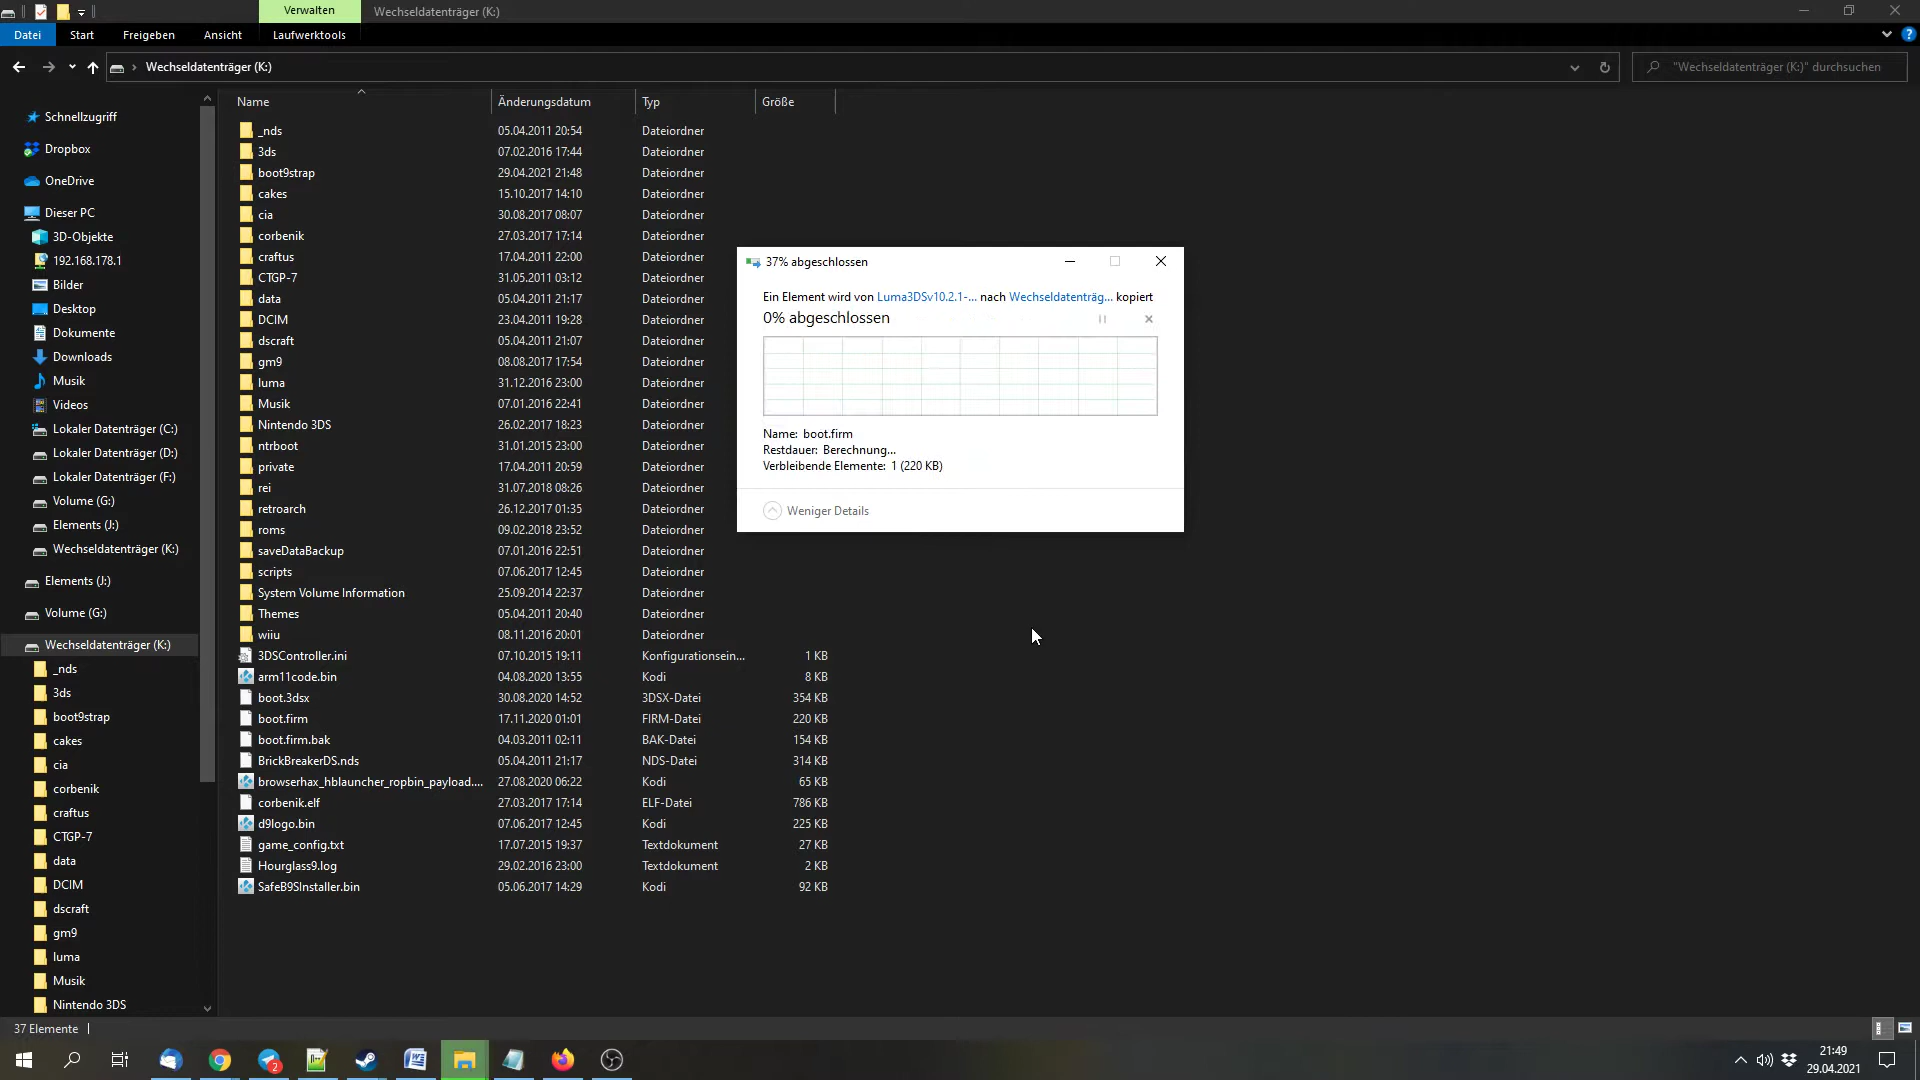 Verwalten
Wechseldatenträger (K:)
Datei
Start
Freigeben
Ansicht
Laufwerktools
Wechseldatenträger (K:)
"Wechseldatenträger (K:)" durchsuchen
Schnellzugriff
Dropbox
OneDrive
Dieser PC
3D-Objekte
192.168.178.1
Bilder
Desktop
Dokumente
Downloads
Musik
Videos
Lokaler Datenträger (C:)
Lokaler Datenträger (D:)
Lokaler Datenträger (F:)
Volume (G:)
Elements (J:)
Wechseldatenträger (K:)
Elements (J:)
Volume (G:)
Wechseldatenträger (K:)
_nds
3ds
boot9strap
cakes
cia
corbenik
craftus
CTGP-7
data
DCIM
dscraft
gm9
luma
Musik
Nintendo 3DS
Name Änderungsdatum Typ Größe
_nds 05.04.2011 20:54 Dateiordner
3ds 07.02.2016 17:44 Dateiordner
boot9strap 29.04.2021 21:48 Dateiordner
cakes 15.10.2017 14:10 Dateiordner
cia 30.08.2017 08:07 Dateiordner
corbenik 27.03.2017 17:14 Dateiordner
craftus 17.04.2011 22:00 Dateiordner
CTGP-7 31.05.2011 03:12 Dateiordner
data 05.04.2011 21:17 Dateiordner
DCIM 23.04.2011 19:28 Dateiordner
dscraft 05.04.2011 21:07 Dateiordner
gm9 08.08.2017 17:54 Dateiordner
luma 31.12.2016 23:00 Dateiordner
Musik 07.01.2016 22:41 Dateiordner
Nintendo 3DS 26.02.2017 18:23 Dateiordner
ntrboot 31.01.2015 23:00 Dateiordner
private 17.04.2011 20:59 Dateiordner
rei 31.07.2018 08:26 Dateiordner
retroarch 26.12.2017 01:35 Dateiordner
roms 09.02.2018 23:52 Dateiordner
saveDataBackup 07.01.2016 22:51 Dateiordner
scripts 07.06.2017 12:45 Dateiordner
System Volume Information 25.09.2014 22:37 Dateiordner
Themes 05.04.2011 20:40 Dateiordner
wiiu 08.11.2016 20:01 Dateiordner
3DSController.ini 07.10.2015 19:11 Konfigurationsein... 1 KB
arm11code.bin 04.08.2020 13:55 Kodi 8 KB
boot.3dsx 30.08.2020 14:52 3DSX-Datei 354 KB
boot.firm 17.11.2020 01:01 FIRM-Datei 220 KB
boot.firm.bak 04.03.2011 02:11 BAK-Datei 154 KB
BrickBreakerDS.nds 05.04.2011 21:17 NDS-Datei 314 KB
browserhax_hblauncher_ropbin_payload.... 27.08.2020 06:22 Kodi 65 KB
corbenik.elf 27.03.2017 17:14 ELF-Datei 786 KB
d9logo.bin 07.06.2017 12:45 Kodi 225 KB
game_config.txt 17.07.2015 19:37 Textdokument 27 KB
Hourglass9.log 29.02.2016 23:00 Textdokument 2 KB
SafeB9SInstaller.bin 05.06.2017 14:29 Kodi 92 KB
37% abgeschlossen
Ein Element wird von Luma3DSv10.2.1-... nach Wechseldatenträg... kopiert
0% abgeschlossen
Name: boot.firm
Restdauer: Berechnung...
Verbleibende Elemente: 1 (220 KB)
Weniger Details
37 Elemente
2
21:49
29.04.2021